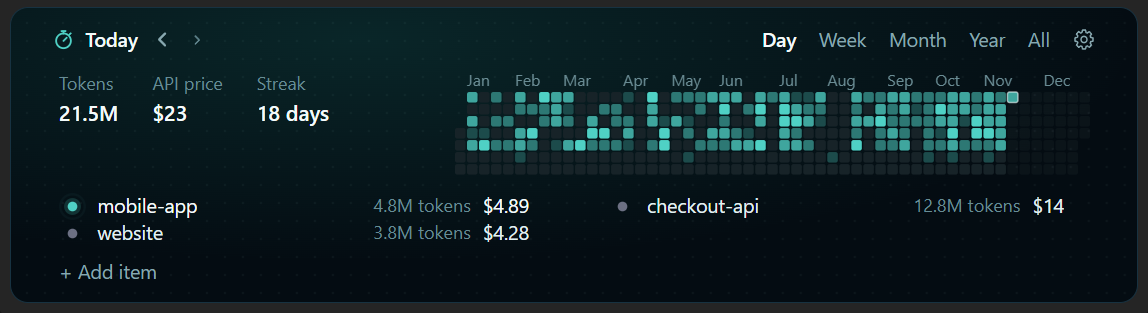 Today
Day Week Month Year All
Tokens API price Streak
21.5M $23 18 days
Jan Feb Mar Apr May Jun Jul Aug Sep Oct Nov Dec
mobile-app 4.8M tokens $4.89
checkout-api 12.8M tokens $14
website 3.8M tokens $4.28
+ Add item